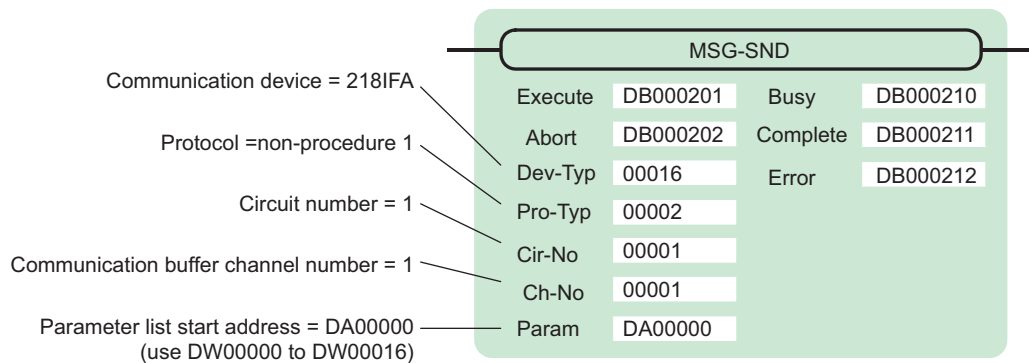 MSG-SND
Communication device = 218IFA
Protocol =non-procedure 1
Circuit number = 1
Communication buffer channel number = 1
Parameter list start address = DA00000
(use DW00000 to DW00016)
Execute DB000201 Busy DB000210
Abort DB000202 Complete DB000211
Dev-Typ 00016 Error DB000212
Pro-Typ 00002
Cir-No 00001
Ch-No 00001
Param DA00000